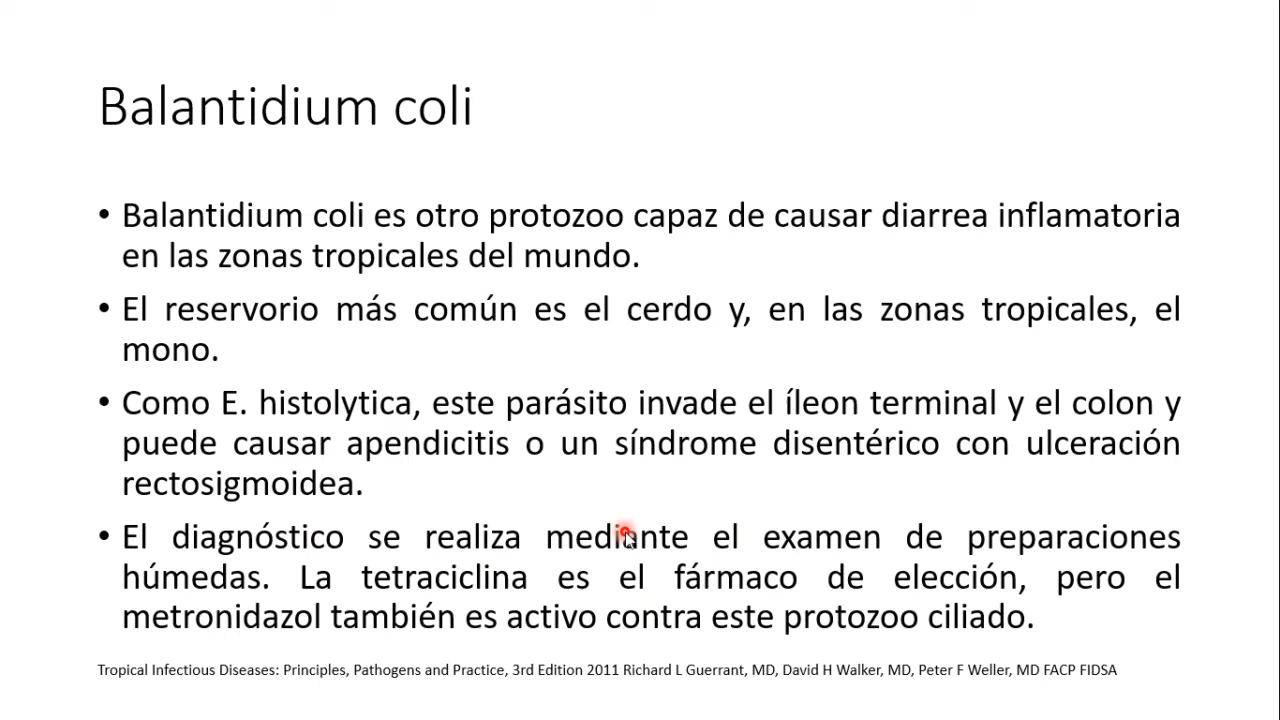 Balantidium coli
• Balantidium coli es otro protozoo capaz de causar diarrea inflamatoria
en las zonas tropicales del mundo.
• El reservorio más común es el cerdo y, en las zonas tropicales, el
mono.
• Como E. histolytica, este parásito invade el íleon terminal y el colon y
puede causar apendicitis o un síndrome disentérico con ulceración
rectosigmoidea.
• El diagnóstico se realiza mediante el examen de preparaciones
húmedas. La tetraciclina es el fármaco de elección, pero el
metronidazol también es activo contra este protozoo ciliado.
Tropical Infectious Diseases: Principles, Pathogens and Practice, 3rd Edition 2011 Richard L Guerrant, MD, David H Walker, MD, Peter F Weller, MD FACP FIDSA